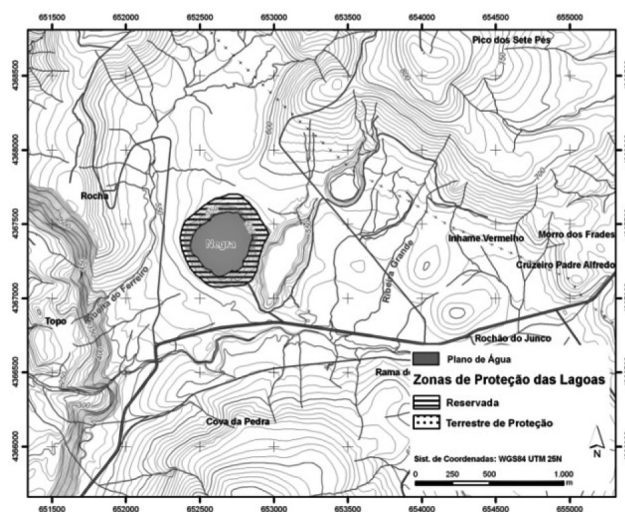 651500 652000 652500 653000 653500 654000 654500 655000
Pico dos Sete Pés
4368500
800
600
4368000
700
Rocha
4367500
Negra
Inhame Vermelho
Morro dos Frades
Cruzeiro Padre Alfredo
Ribeira Grande
Ribeira do Ferreiro
4367000
Topo
Rochão do Junco
Plano de Água
4366500
Rama
Zonas de Proteção das Lagoas
Reservada
Cova da Pedra
Terrestre de Proteção
4366000
Sist. de Coordenadas: WGS84 UTM 25N
N
0 250 500 1.000
m
651500 652000 652500 653000 653500 654000 654500 655000